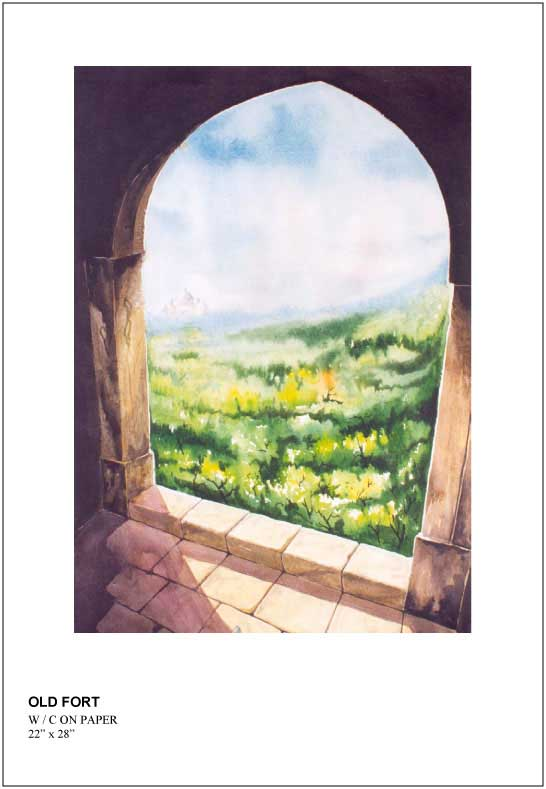 OLD FORT
W / C ON PAPER
22” x 28”